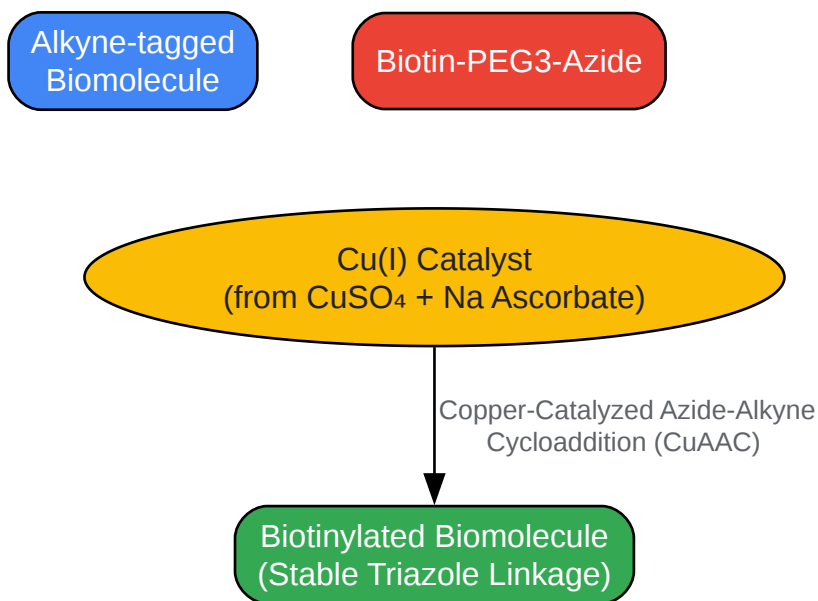 Alkyne-tagged
Biomolecule
Biotin-PEG3-Azide
Cu(I) Catalyst
(from CuSO₄ + Na Ascorbate)
Copper-Catalyzed Azide-Alkyne
Cycloaddition (CuAAC)
Biotinylated Biomolecule
(Stable Triazole Linkage)